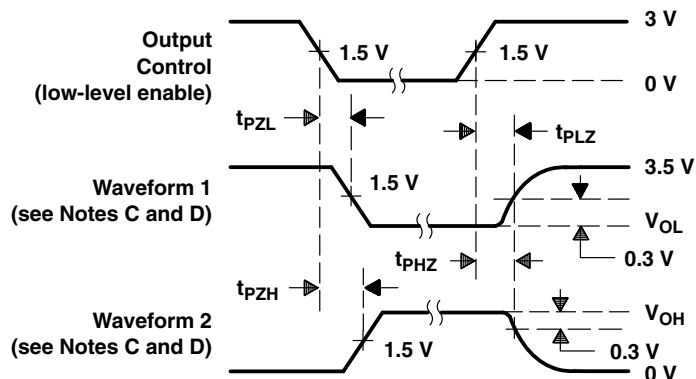 Output
Control
(low-level enable)
3 V
1.5 V
1.5 V
0 V
tPZL
tPLZ
Waveform 1
(see Notes C and D)
3.5 V
1.5 V
VOL
0.3 V
tPHZ
tPZH
Waveform 2
(see Notes C and D)
VOH
1.5 V
0.3 V
0 V